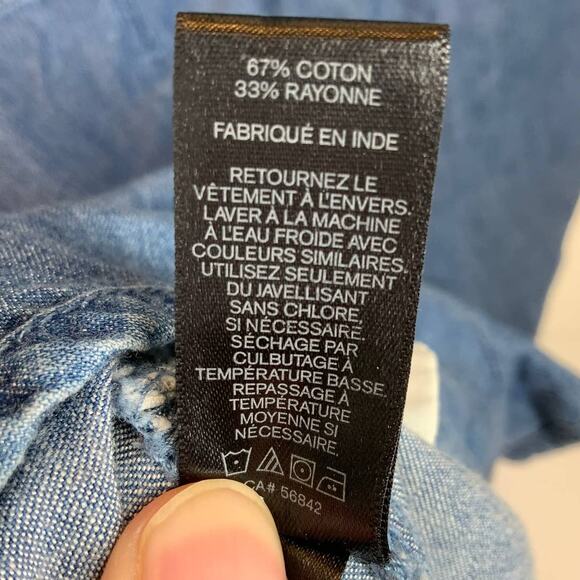 67% COTON
33% RAYONNE
FABRIQUÉ EN INDE
RETOURNEZ LE
VÊTEMENT À L'ENVERS.
LAVER À LA MACHINE
À L'EAU FROIDE AVEC
COULEURS SIMILAIRES.
UTILISEZ SEULEMENT
DU JAVELLISANT
SANS CHLORE,
SI NÉCESSAIRE.
SÉCHAGE PAR
CULBUTAGE À
TEMPÉRATURE BASSE.
REPASSAGE À
TEMPÉRATURE
MOYENNE SI
NÉCESSAIRE.
CA# 56842